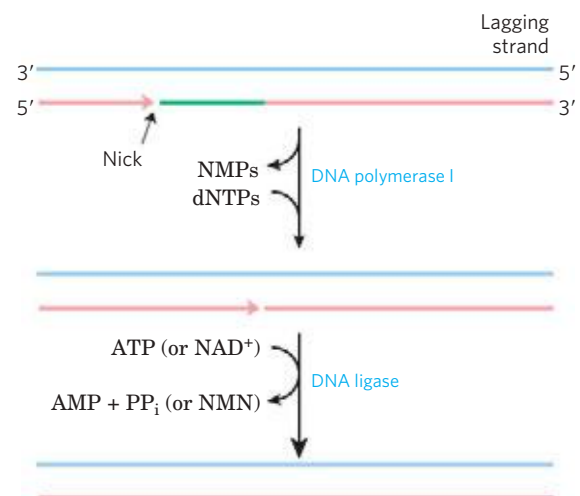 Lagging
strand
3′ 5′
5′ 3′
Nick
NMPs
DNA polymerase I
dNTPs
ATP (or NAD⁺)
DNA ligase
AMP + PPᵢ (or NMN)